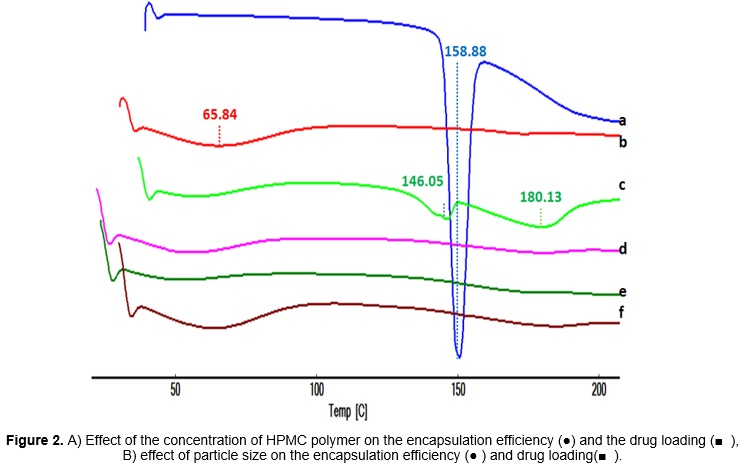 158.88
a
65.84
b
146.05
180.13
c
d
e
f
50 100 150 200
Temp [C]
Figure 2. A) Effect of the concentration of HPMC polymer on the encapsulation efficiency (●) and the drug loading (■ ),
B) effect of particle size on the encapsulation efficiency (● ) and drug loading(■ ).